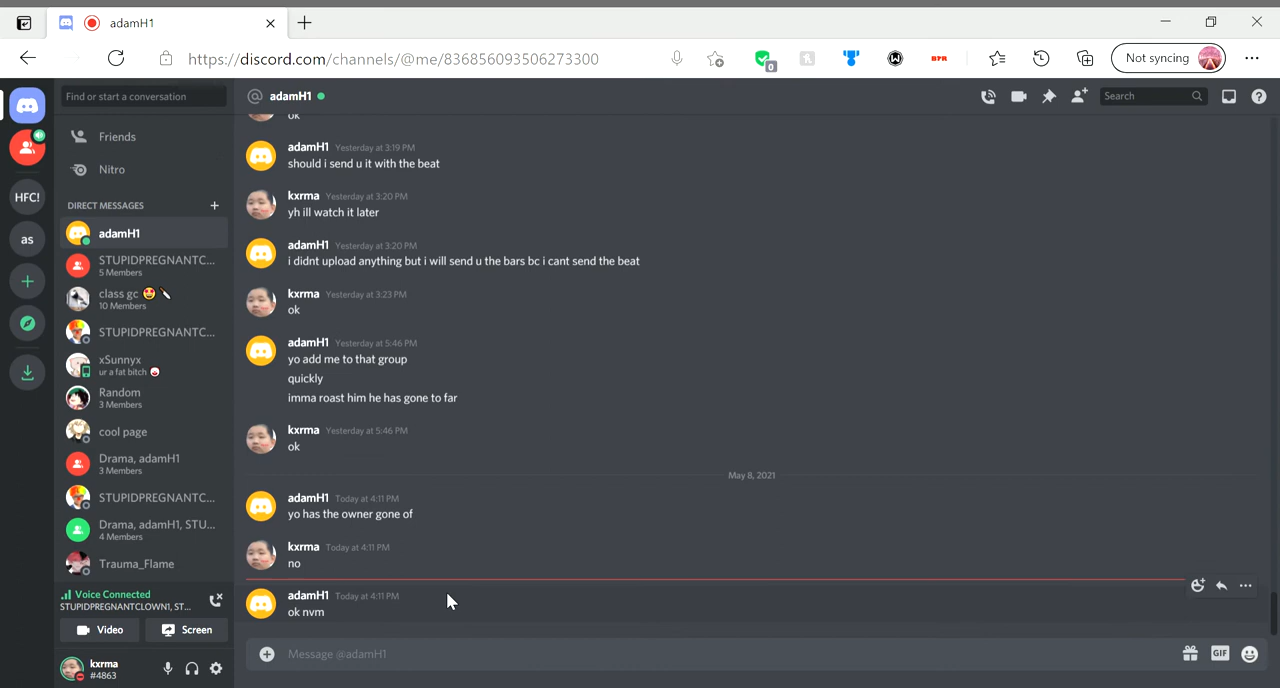 adamH1
https://discord.com/channels/@me/836856093506273300
0
Not syncing
Find or start a conversation
adamH1
Search
Friends
Nitro
HFC!
as
DIRECT MESSAGES
adamH1
STUPIDPREGNANTC...
5 Members
class gc
10 Members
STUPIDPREGNANTC...
xSunnyx
ur a fat bitch
Random
3 Members
cool page
Drama, adamH1
3 Members
STUPIDPREGNANTC...
Drama, adamH1, STU...
4 Members
Trauma_Flame
Voice Connected
STUPIDPREGNANTCLOWN1, ST...
Video
Screen
kxrma
#4863
ok
adamH1 Yesterday at 3:19 PM
should i send u it with the beat
kxrma Yesterday at 3:20 PM
yh ill watch it later
adamH1 Yesterday at 3:20 PM
i didnt upload anything but i will send u the bars bc i cant send the beat
kxrma Yesterday at 3:23 PM
ok
adamH1 Yesterday at 5:46 PM
yo add me to that group
quickly
imma roast him he has gone to far
kxrma Yesterday at 5:46 PM
ok
May 8, 2021
adamH1 Today at 4:11 PM
yo has the owner gone of
kxrma Today at 4:11 PM
no
adamH1 Today at 4:11 PM
ok nvm
Message @adamH1
GIF